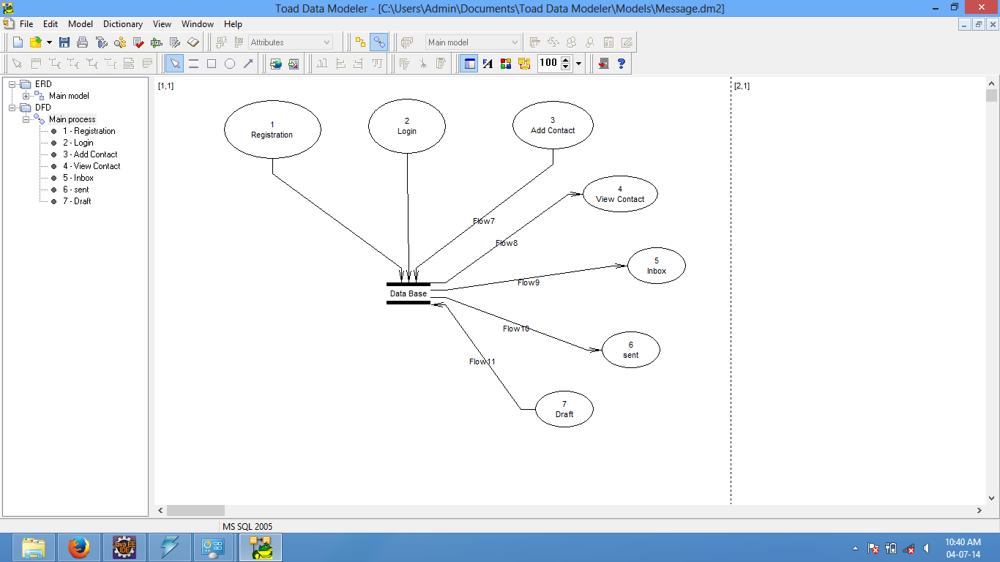 Toad Data Modeler - [C:\Users\Admin\Documents\Toad Data Modeler\Models\Message.dm2]
File Edit Model Dictionary View Window Help
Attributes
Main model
100
ERD
Main model
DFD
Main process
1 - Registration
2 - Login
3 - Add Contact
4 - View Contact
5 - Inbox
6 - sent
7 - Draft
[1,1]
[2,1]
1
Registration
2
Login
3
Add Contact
4
View Contact
Flow7
Flow8
5
Inbox
Flow9
Data Base
Flow10
6
sent
Flow11
7
Draft
MS SQL 2005
Java EE
IDE
10:40 AM
04-07-14